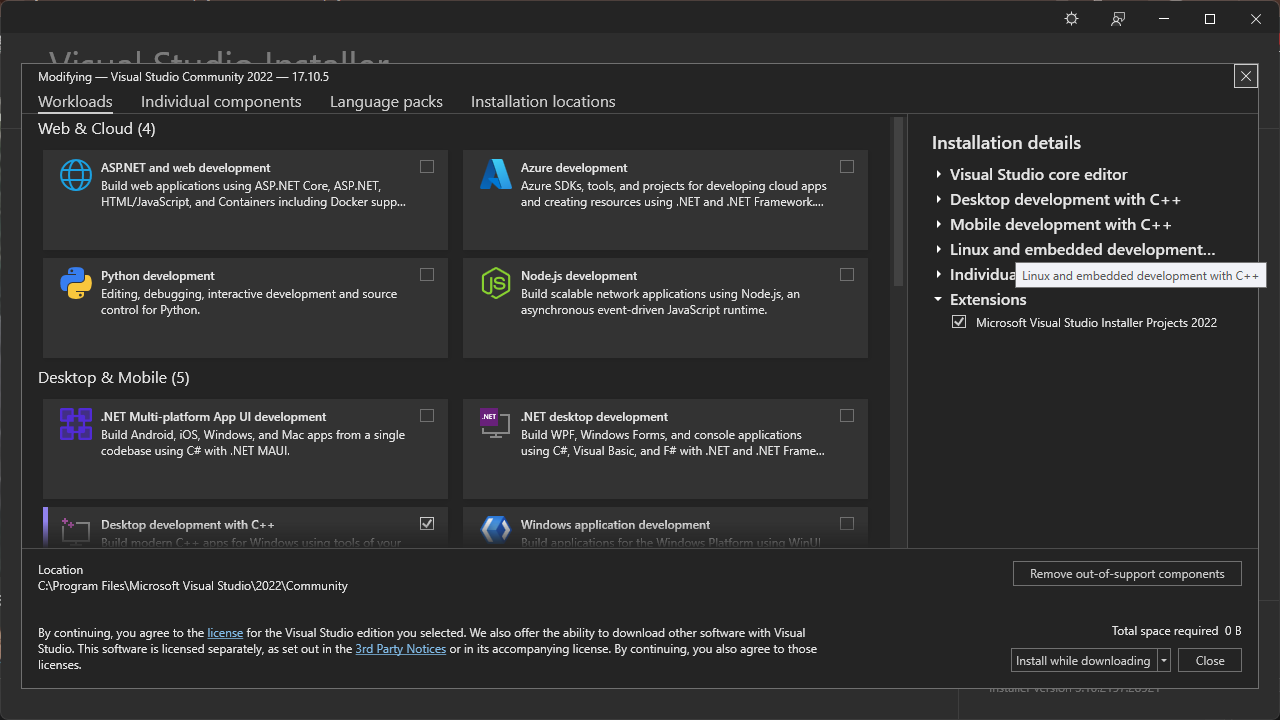 Visual Studio Installer
Modifying — Visual Studio Community 2022 — 17.10.5
Workloads Individual components Language packs Installation locations
Web & Cloud (4)
ASP.NET and web development
Build web applications using ASP.NET Core, ASP.NET,
HTML/JavaScript, and Containers including Docker supp...
Azure development
Azure SDKs, tools, and projects for developing cloud apps
and creating resources using .NET and .NET Framework....
Python development
Editing, debugging, interactive development and source
control for Python.
Node.js development
Build scalable network applications using Node.js, an
asynchronous event-driven JavaScript runtime.
Desktop & Mobile (5)
.NET Multi-platform App UI development
Build Android, iOS, Windows, and Mac apps from a single
codebase using C# with .NET MAUI.
.NET
.NET desktop development
Build WPF, Windows Forms, and console applications
using C#, Visual Basic, and F# with .NET and .NET Frame...
Desktop development with C++
Build modern C++ apps for Windows using tools of your
Windows application development
Build applications for the Windows Platform using WinUI
Installation details
Visual Studio core editor
Desktop development with C++
Mobile development with C++
Linux and embedded development...
Individua
Linux and embedded development with C++
Extensions
Microsoft Visual Studio Installer Projects 2022
Location
C:\Program Files\Microsoft Visual Studio\2022\Community
Remove out-of-support components
By continuing, you agree to the license for the Visual Studio edition you selected. We also offer the ability to download other software with Visual
Studio. This software is licensed separately, as set out in the 3rd Party Notices or in its accompanying license. By continuing, you also agree to those
licenses.
Total space required 0 B
Install while downloading Close